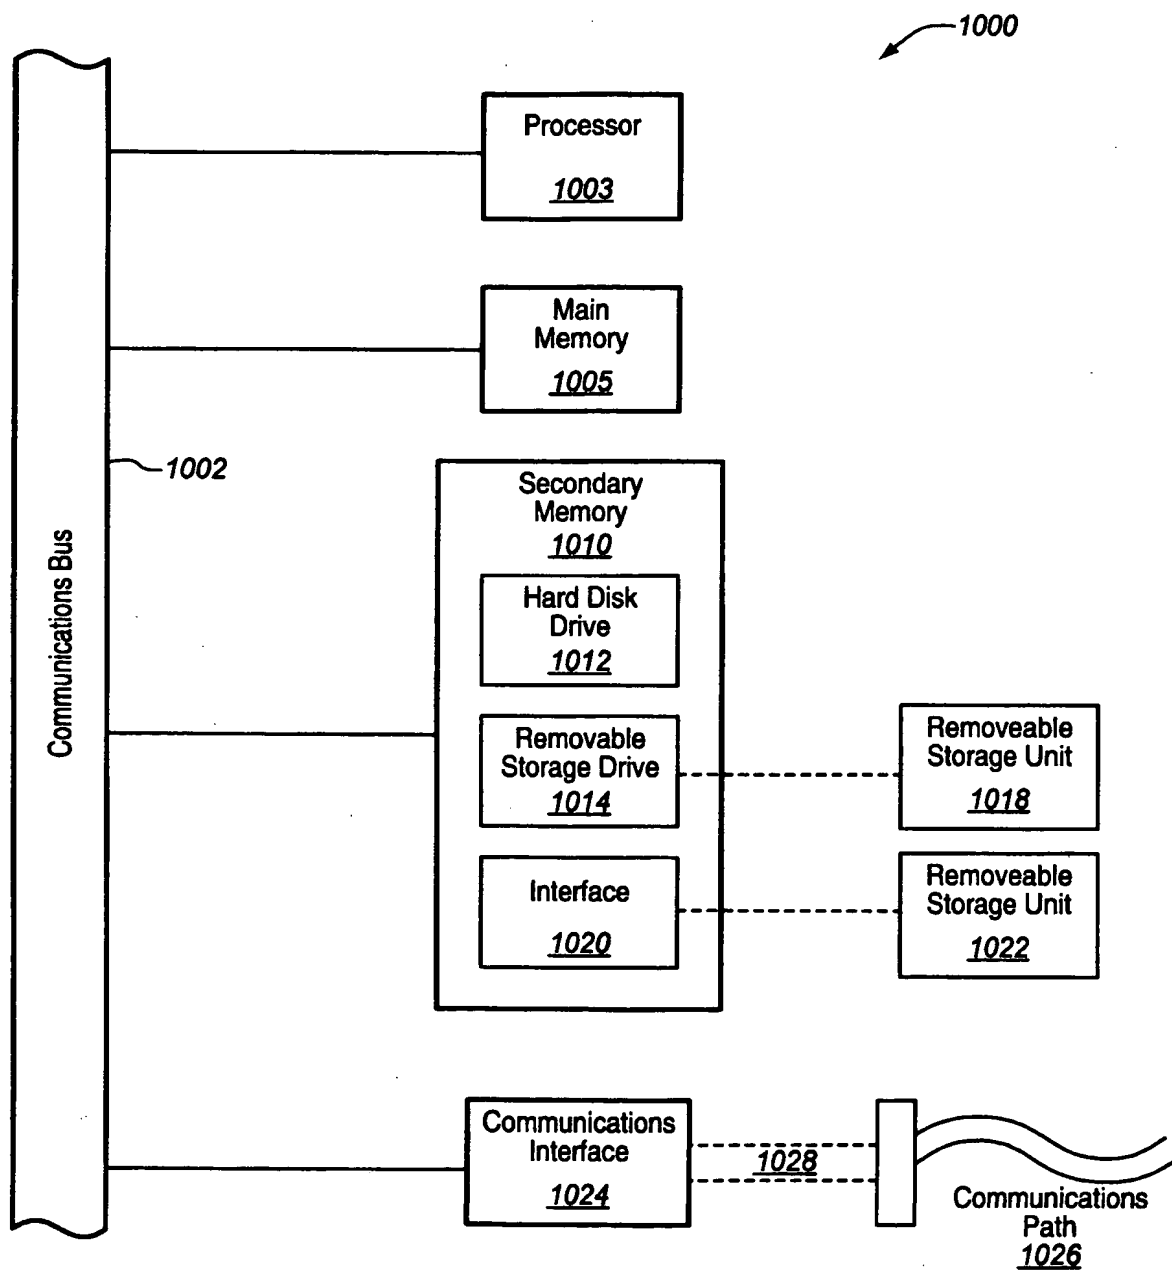 1000
Processor
1003
Main
Memory
1005
1002
Communications Bus
Secondary
Memory
1010
Hard Disk
Drive
1012
Removable
Storage Drive
1014
Removeable
Storage Unit
1018
Interface
1020
Removeable
Storage Unit
1022
Communications
Interface
1024
1028
Communications
Path
1026